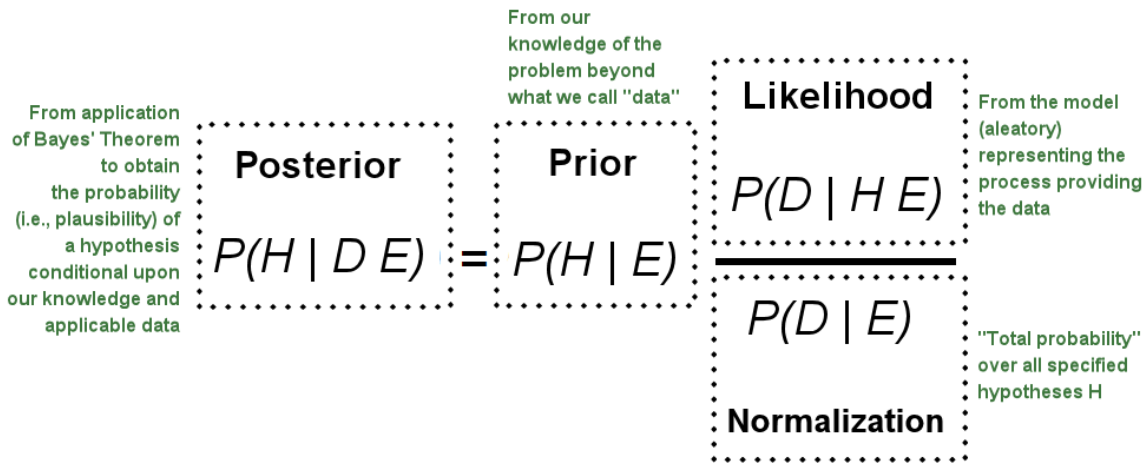 From application
of Bayes' Theorem
to obtain
the probability
(i.e., plausibility) of
a hypothesis
conditional upon
our knowledge and
applicable data
Posterior
P(H | D E)
=
From our
knowledge of the
problem beyond
what we call "data"
Prior
P(H | E)
Likelihood
P(D | H E)
From the model
(aleatory)
representing the
process providing
the data
P(D | E)
Normalization
"Total probability"
over all specified
hypotheses H